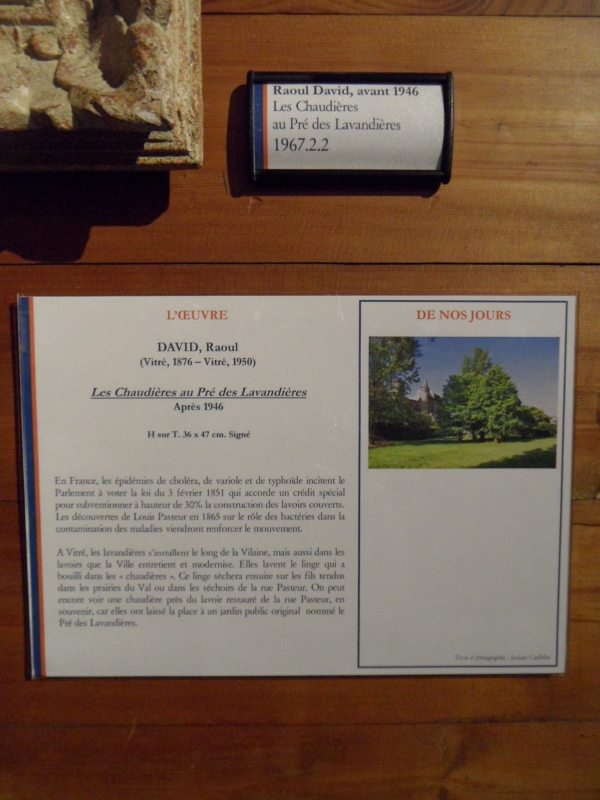 Raoul David, avant 1946
Les Chaudières
au Pré des Lavandières
1967.2.2
L'ŒUVRE
DAVID, Raoul
(Vitré, 1876 – Vitré, 1950)
Les Chaudières au Pré des Lavandières
Après 1946
H sur T. 36 x 47 cm. Signé
En France, les épidémies de choléra, de variole et de typhoïde incitent le
Parlement à voter la loi du 3 février 1851 qui accorde un crédit spécial
pour subventionner à hauteur de 30% la construction des lavoirs couverts.
Les découvertes de Louis Pasteur en 1865 sur le rôle des bactéries dans la
contamination des maladies viendront renforcer le mouvement.
A Vitré, les lavandières s'installent le long de la Vilaine, mais aussi dans les
lavoirs que la Ville entretient et modernise. Elles lavent le linge qui a
bouilli dans les « chaudières ». Ce linge sèchera ensuite sur les fils tendus
dans les prairies du Val ou dans les séchoirs de la rue Pasteur. On peut
encore voir une chaudière près du lavoir restauré de la rue Pasteur, en
souvenir, car elles ont laissé la place à un jardin public original nommé le
Pré des Lavandières.
DE NOS JOURS